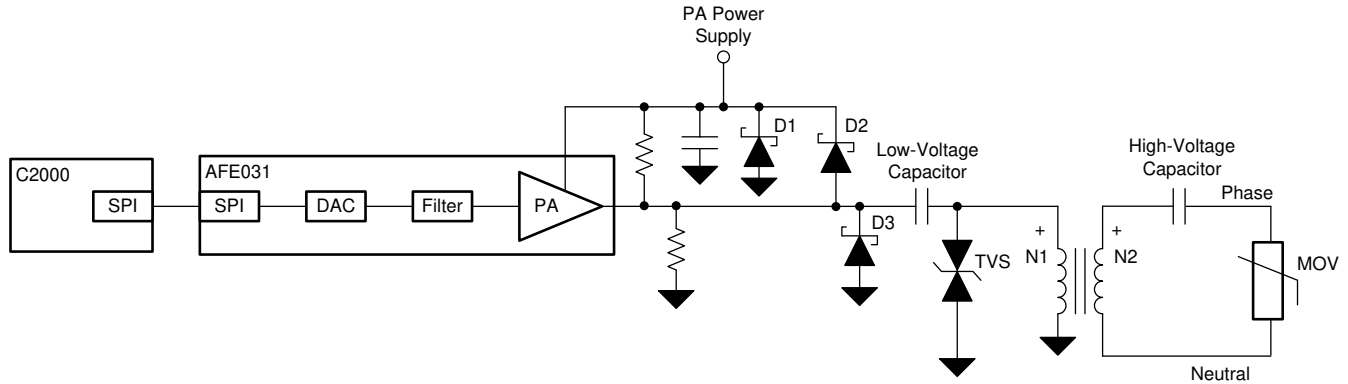 PA Power
Supply
D1
D2
Low-Voltage
Capacitor
High-Voltage
Capacitor
Phase
C2000
SPI
AFE031
SPI
DAC
Filter
PA
D3
TVS
+
N1
+
N2
MOV
Neutral